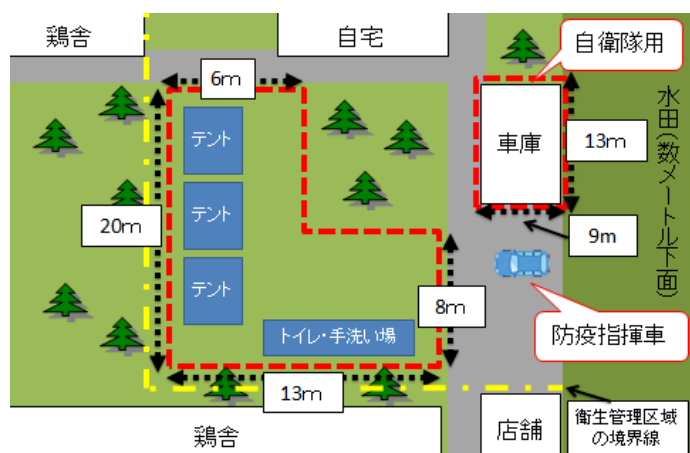 鶏舎
自宅
自衛隊用
6m
テント
車庫
13m
水田(数メートル下面)
テント
20m
9m
テント
8m
トイレ・手洗い場
防疫指揮車
13m
鶏舎
店舗
衛生管理区域
の境界線